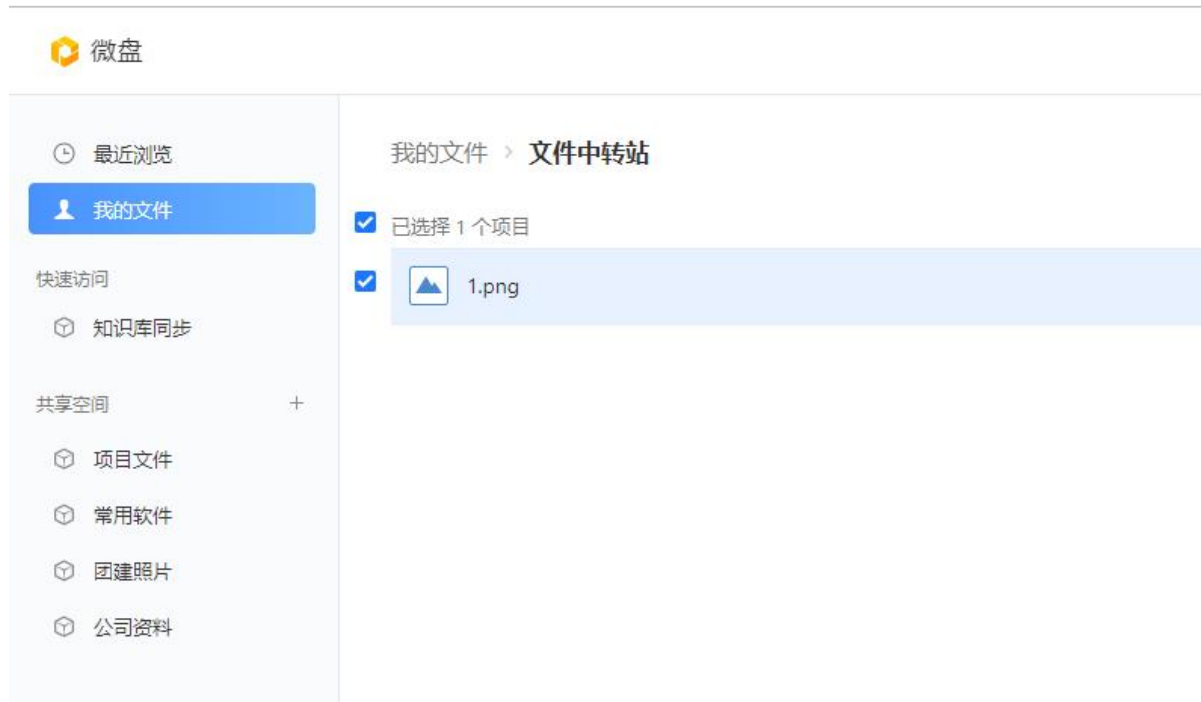 微盘
最近浏览
我的文件
快速访问
知识库同步
共享空间 +
项目文件
常用软件
团建照片
公司资料
我的文件 > 文件中转站
已选择 1 个项目
1.png